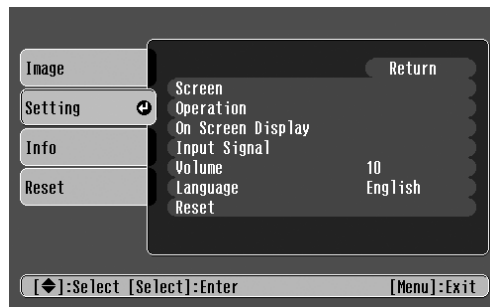 Image
Setting
Info
Reset
Return
Screen
Operation
On Screen Display
Input Signal
Volume 10
Language English
Reset
[◆]:Select [Select]:Enter [Menu]:Exit